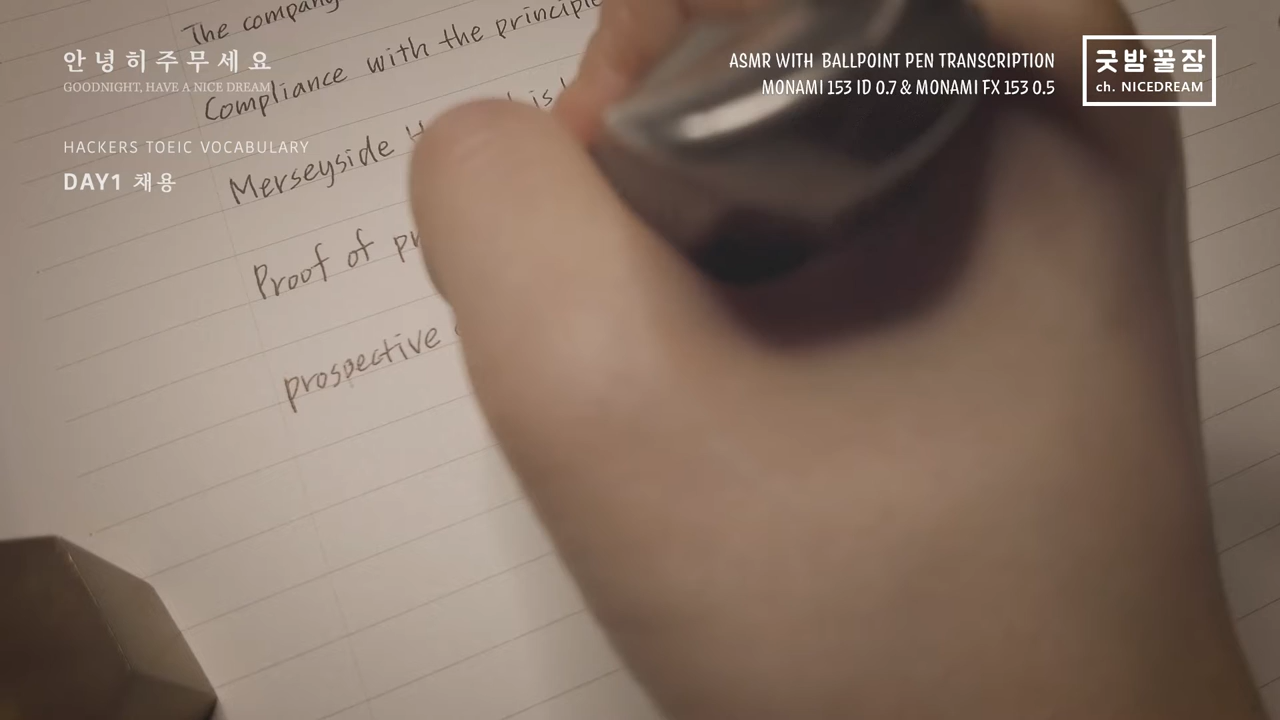 안녕히주무세요
GOODNIGHT, HAVE A NICE DREAM
HACKERS TOEIC VOCABULARY
DAY1 채용
ASMR WITH BALLPOINT PEN TRANSCRIPTION
MONAMI 153 ID 0.7 & MONAMI FX 153 0.5
굿밤꿀잠
ch. NICEDREAM
The company
Compliance with the principle
Merseyside
Proof of
prospective